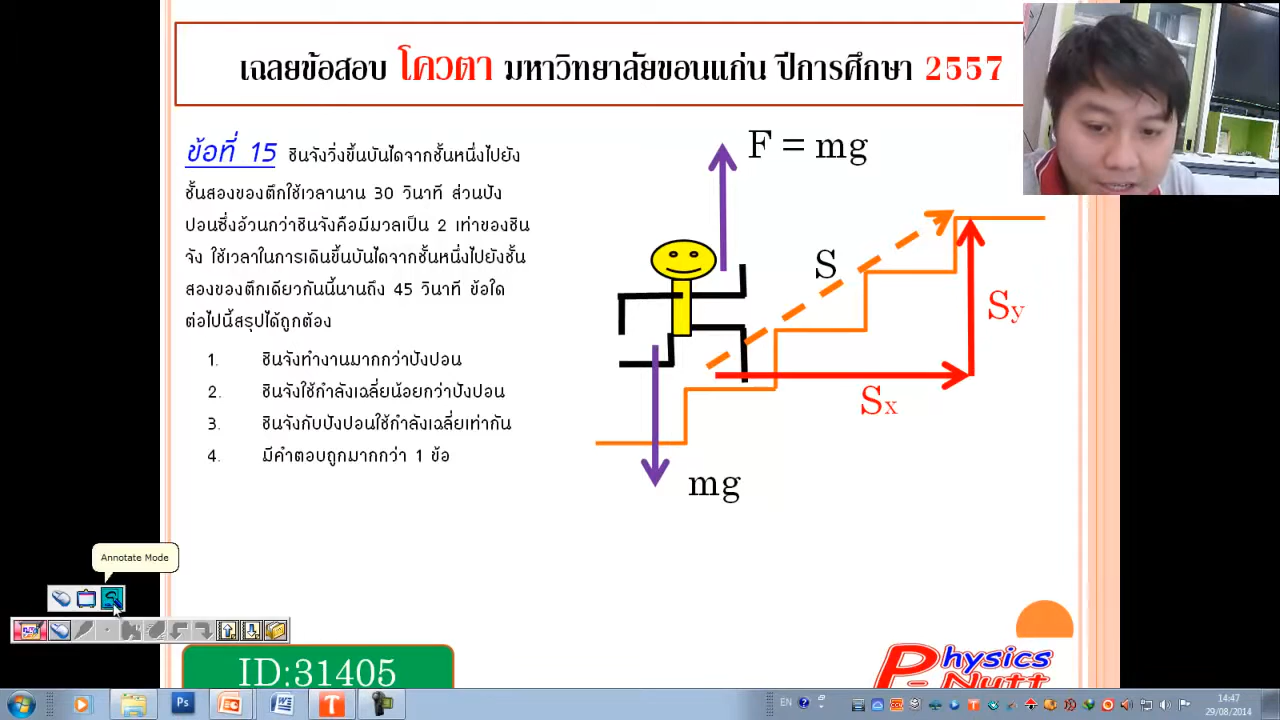 เฉลยข้อสอบ โควตา มหาวิทยาลัยขอนแก่น ปีการศึกษา 2557
ข้อที่ 15 ชินจังวิ่งขึ้นบันไดจากชั้นหนึ่งไปยัง
ชั้นสองของตึกใช้เวลานาน 30 วินาที ส่วนปัง
ปอนซึ่งอ้วนกว่าชินจังคือมีมวลเป็น 2 เท่าของชิน
จัง ใช้เวลาในการเดินขึ้นบันไดจากชั้นหนึ่งไปยังชั้น
สองของตึกเดียวกันนี้นานถึง 45 วินาที ข้อใด
ต่อไปนี้สรุปได้ถูกต้อง
1. ชินจังทำงานมากกว่าปังปอน
2. ชินจังใช้กำลังเฉลี่ยน้อยกว่าปังปอน
3. ชินจังกับปังปอนใช้กำลังเฉลี่ยเท่ากัน
4. มีคำตอบถูกมากกว่า 1 ข้อ
F = mg
S
Sy
Sx
mg
Annotate Mode
ID:31405
Physics
P-Nutt
EN
14:47
29/08/2014